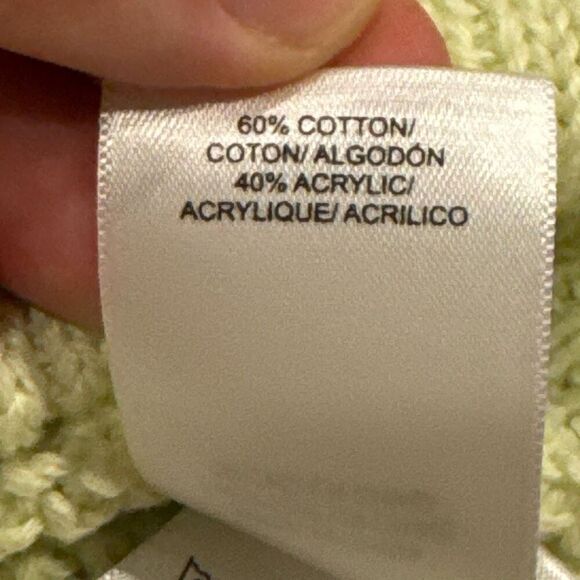 60% COTTON/
COTON/ ALGODÓN
40% ACRYLIC/
ACRYLIQUE/ ACRILICO